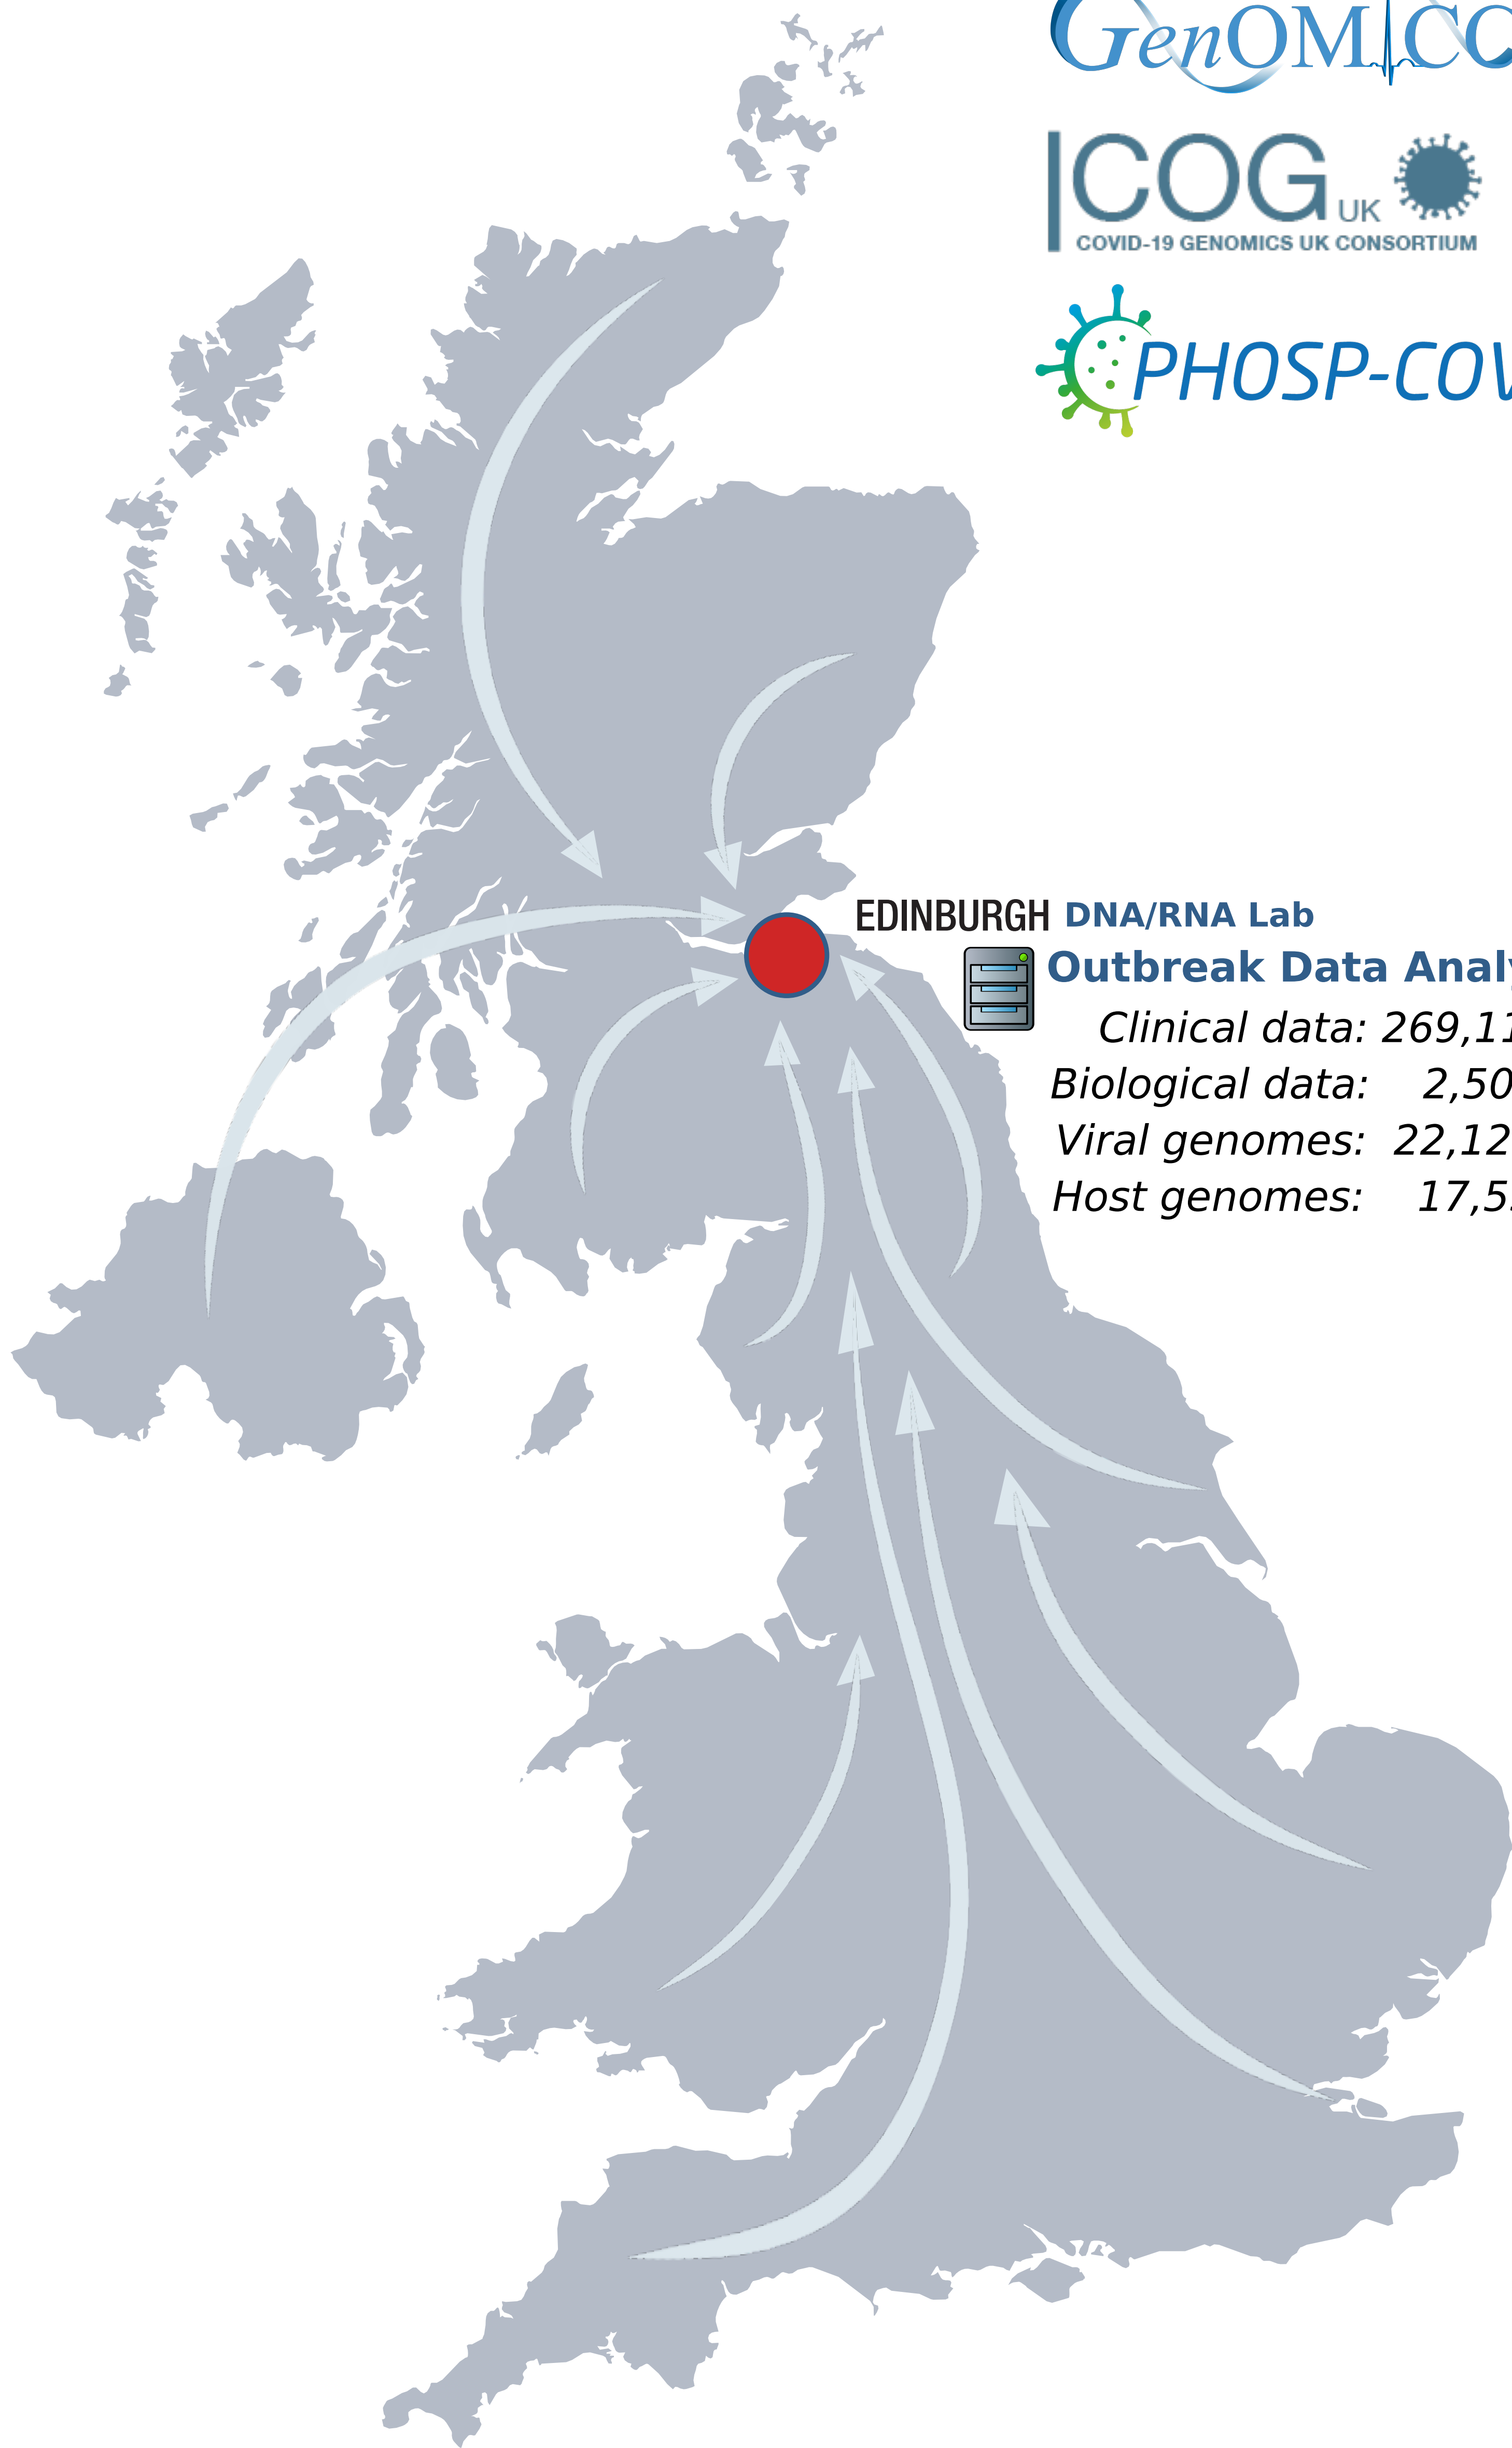 GenOMICC
COG UK
COVID-19 GENOMICS UK CONSORTIUM
PHOSP-COV
EDINBURGH DNA/RNA Lab
Outbreak Data Analy
Clinical data: 269,11
Biological data: 2,50
Viral genomes: 22,12
Host genomes: 17,5